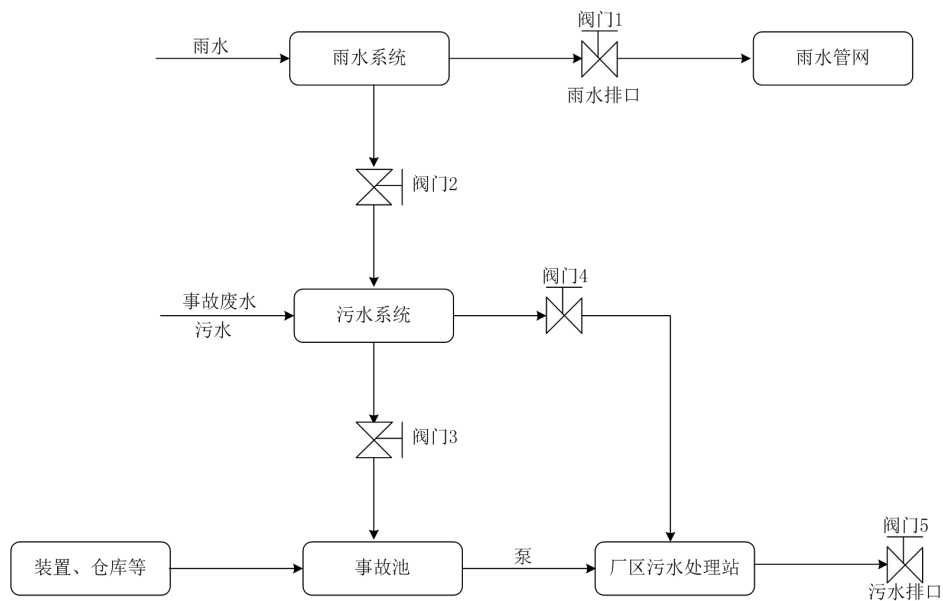 阀门1
雨水
雨水系统
雨水管网
雨水排口
阀门2
阀门4
事故废水
污水
污水系统
阀门3
阀门5
装置、仓库等
事故池
泵
厂区污水处理站
污水排口